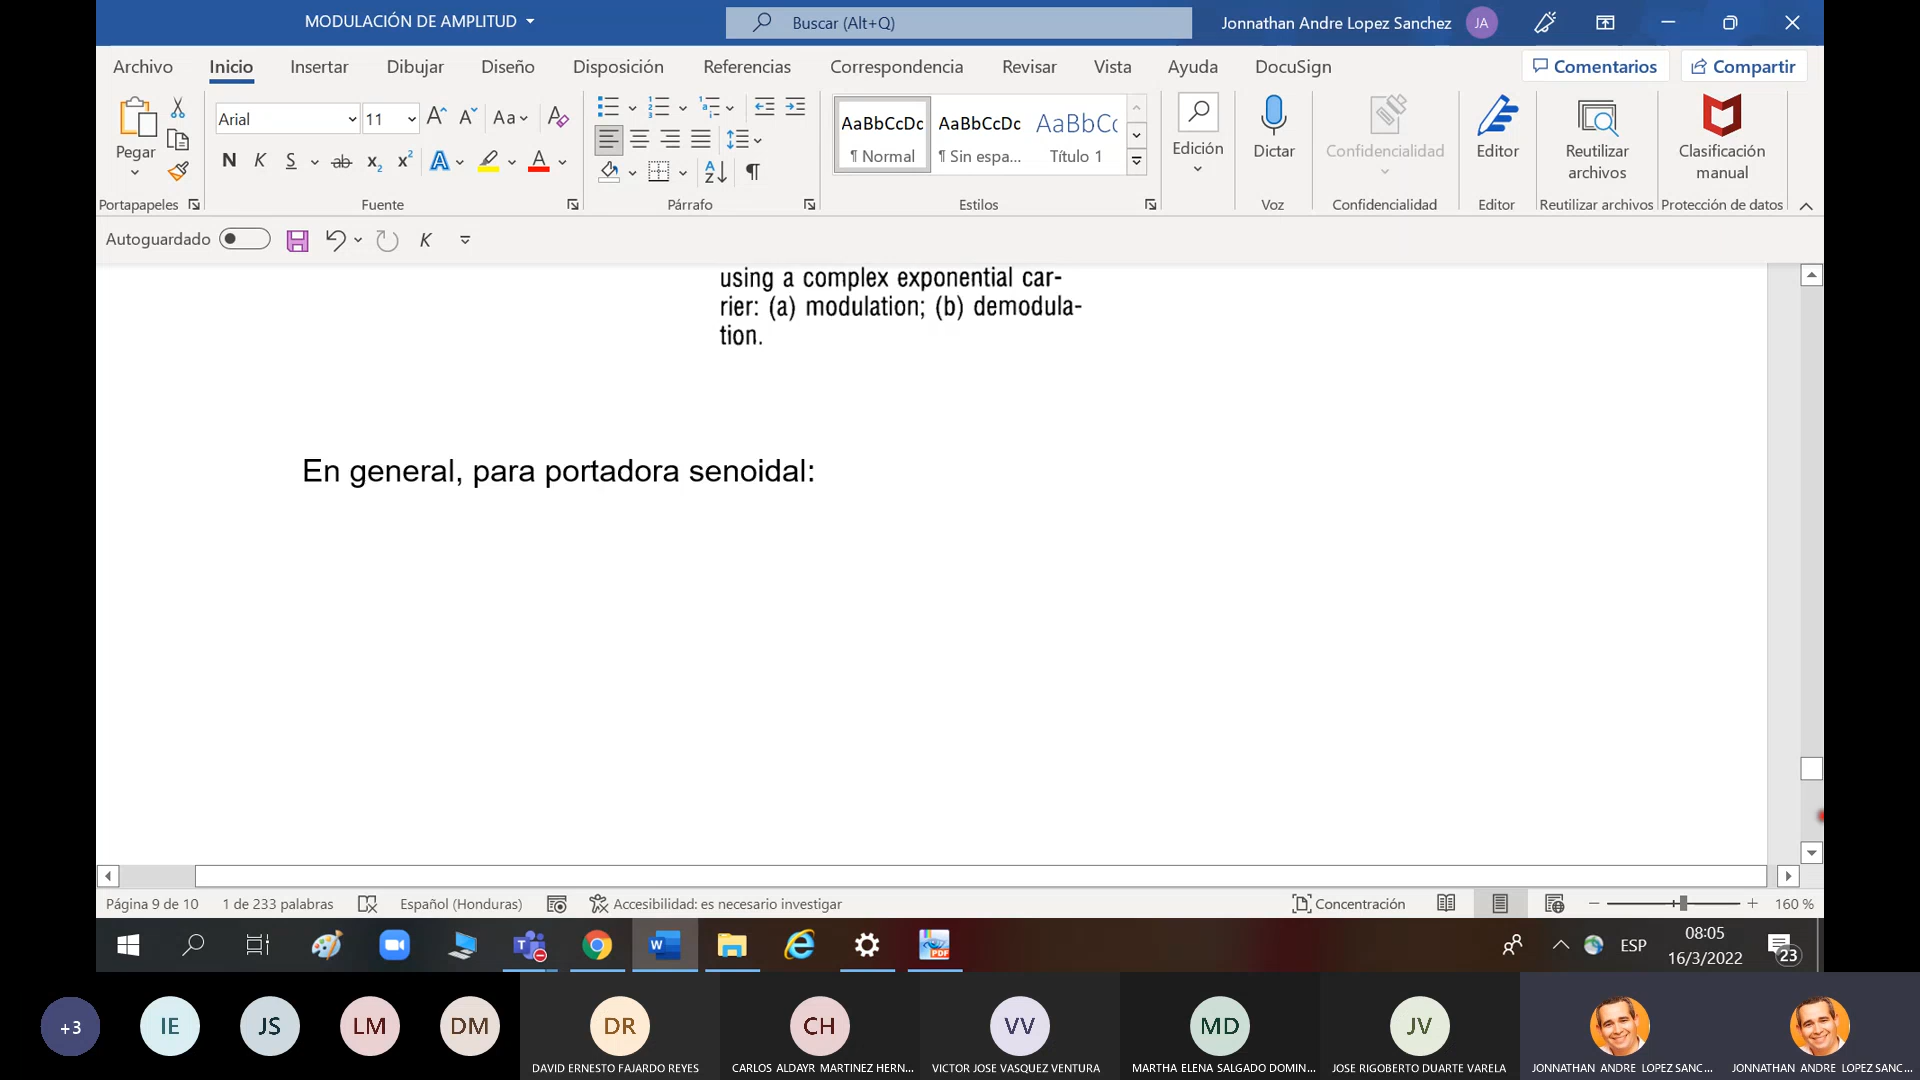 MODULACIÓN DE AMPLITUD
Buscar (Alt+Q)
Jonnathan Andre Lopez Sanchez
JA
Archivo Inicio Insertar Dibujar Diseño Disposición Referencias Correspondencia Revisar Vista Ayuda DocuSign
Comentarios
Compartir
Pegar
Portapapeles
Arial
11
Aa
N K S ab x₂ x² A A
Fuente
Párrafo
AaBbCcDc AaBbCcDc AaBbCc
¶ Normal ¶ Sin espa... Título 1
Estilos
Edición
Dictar
Voz
Confidencialidad
Confidencialidad
Editor
Editor
Reutilizar
archivos
Reutilizar archivos
Clasificación
manual
Protección de datos
Autoguardado
K
using a complex exponential car-
rier: (a) modulation; (b) demodula-
tion.
En general, para portadora senoidal:
Página 9 de 10
1 de 233 palabras
Español (Honduras)
Accesibilidad: es necesario investigar
Concentración
160 %
ESP
08:05
16/3/2022
23
+3
IE
JS
LM
DM
DR
DAVID ERNESTO FAJARDO REYES
CH
CARLOS ALDAYR MARTINEZ HERN...
VV
VICTOR JOSE VASQUEZ VENTURA
MD
MARTHA ELENA SALGADO DOMIN...
JV
JOSE RIGOBERTO DUARTE VARELA
JONNATHAN ANDRE LOPEZ SANC...
JONNATHAN ANDRE LOPEZ SANC...